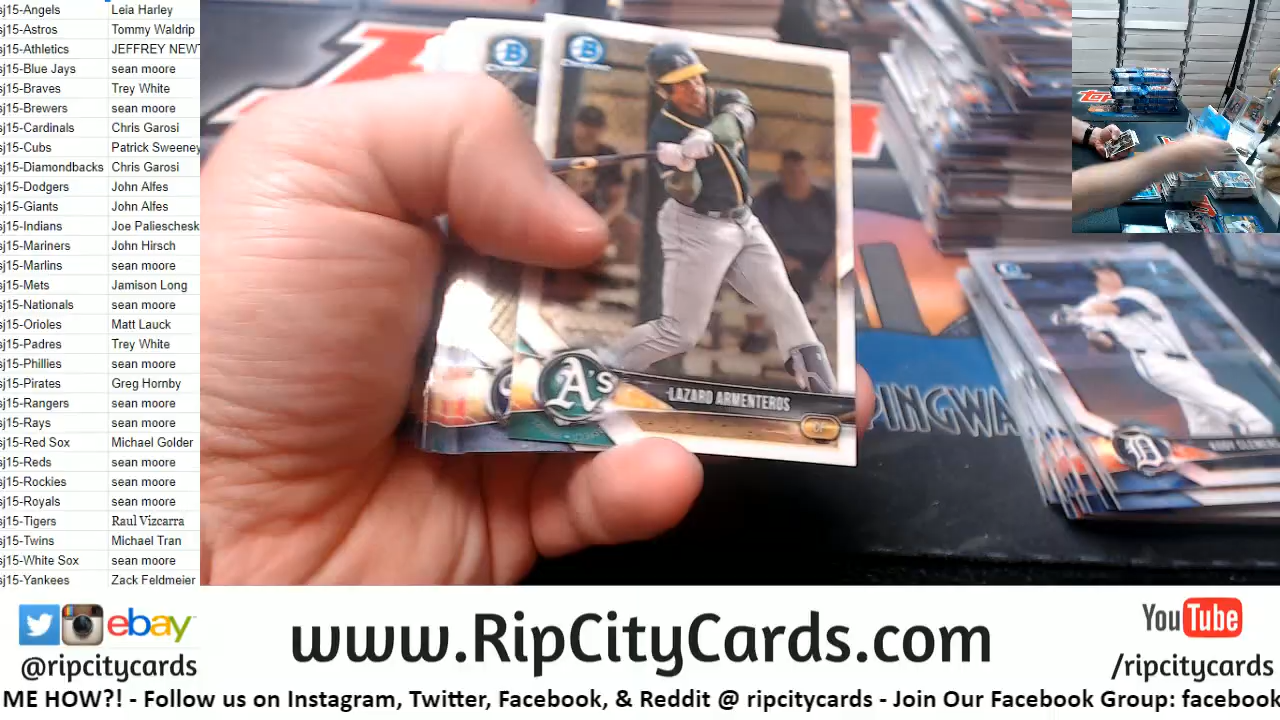 sj15-Angels Leia Harley
sj15-Astros Tommy Waldrip
sj15-Athletics JEFFREY NEWT
sj15-Blue Jays sean moore
sj15-Braves Trey White
sj15-Brewers sean moore
sj15-Cardinals Chris Garosi
sj15-Cubs Patrick Sweeney
sj15-Diamondbacks Chris Garosi
sj15-Dodgers John Alfes
sj15-Giants John Alfes
sj15-Indians Joe Palieschesk
sj15-Mariners John Hirsch
sj15-Marlins sean moore
sj15-Mets Jamison Long
sj15-Nationals sean moore
sj15-Orioles Matt Lauck
sj15-Padres Trey White
sj15-Phillies sean moore
sj15-Pirates Greg Hornby
sj15-Rangers sean moore
sj15-Rays sean moore
sj15-Red Sox Michael Golder
sj15-Reds sean moore
sj15-Rockies sean moore
sj15-Royals sean moore
sj15-Tigers Raul Vizcarra
sj15-Twins Michael Tran
sj15-White Sox sean moore
sj15-Yankees Zack Feldmeier
B
Chrome
B
Chrome
A's
LAZARO ARMENTEROS
OF
PINGWA
D
ebay
@ripcitycards
www.RipCityCards.com
YouTube
/ripcitycards
ME HOW?! - Follow us on Instagram, Twitter, Facebook, & Reddit @ ripcitycards - Join Our Facebook Group: facebook